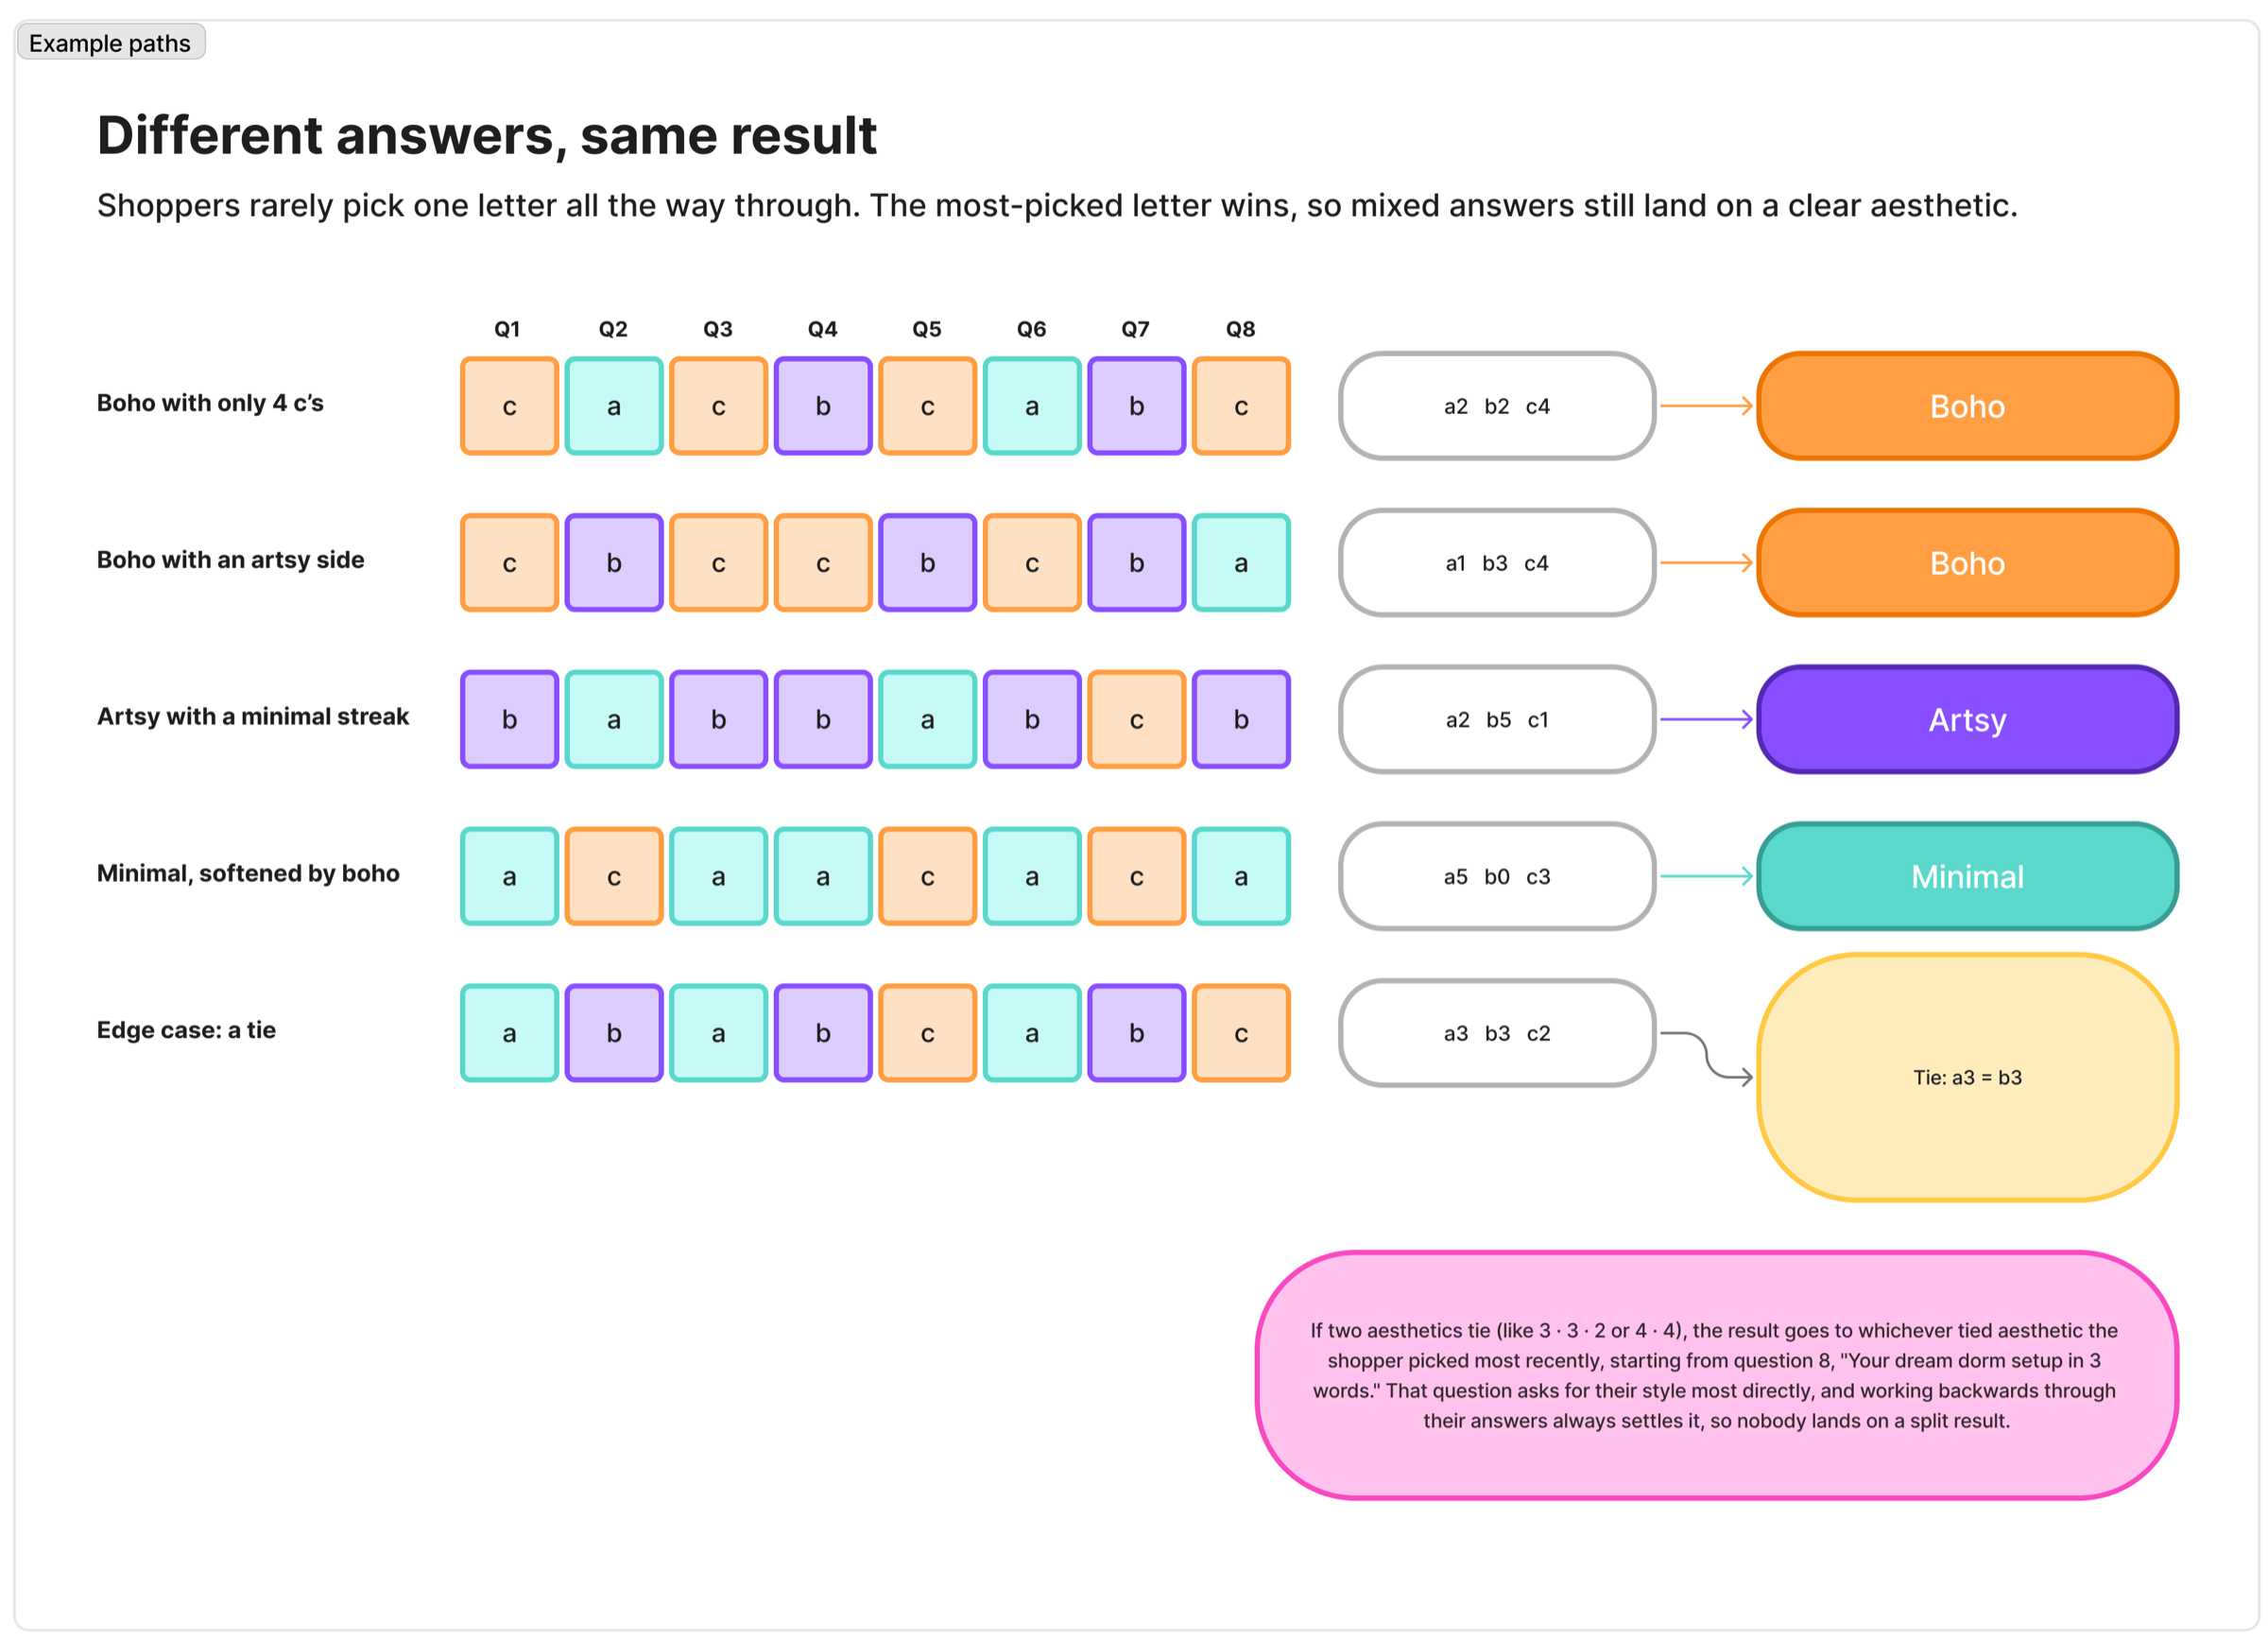 Example paths
Different answers, same result
Shoppers rarely pick one letter all the way through. The most-picked letter wins, so mixed answers still land on a clear aesthetic.
Q1 Q2 Q3 Q4 Q5 Q6 Q7 Q8
Boho with only 4 c’s c a c b c a b c a2 b2 c4 Boho
Boho with an artsy side c b c c b c b a a1 b3 c4 Boho
Artsy with a minimal streak b a b b a b c b a2 b5 c1 Artsy
Minimal, softened by boho a c a a c a c a a5 b0 c3 Minimal
Edge case: a tie a b a b c a b c a3 b3 c2
Tie: a3 = b3
If two aesthetics tie (like 3 · 3 · 2 or 4 · 4), the result goes to whichever tied aesthetic the
shopper picked most recently, starting from question 8, "Your dream dorm setup in 3
words." That question asks for their style most directly, and working backwards through
their answers always settles it, so nobody lands on a split result.